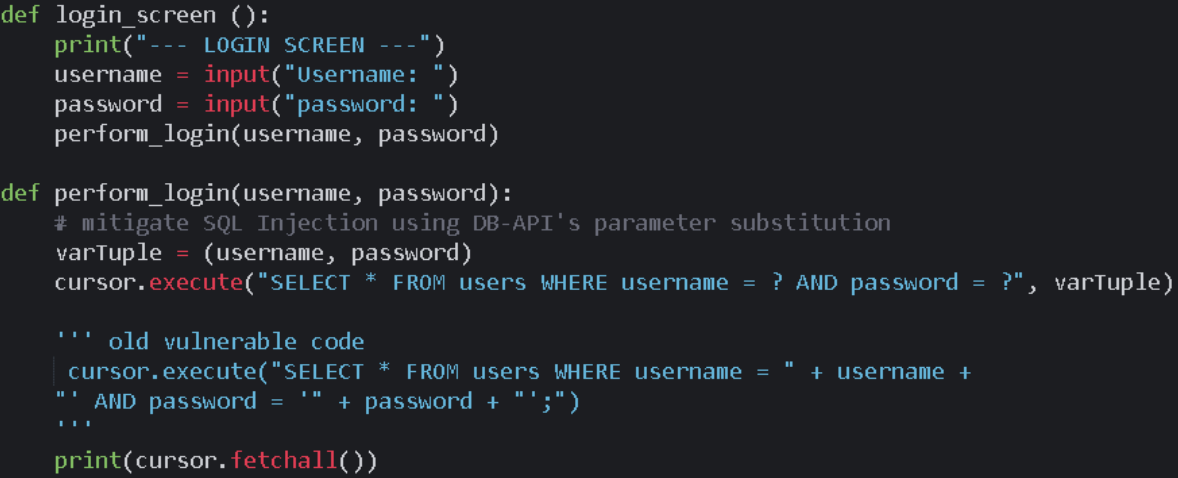 def login_screen ():
    print("--- LOGIN SCREEN ---")
    username = input("Username: ")
    password = input("password: ")
    perform_login(username, password)

def perform_login(username, password):
    # mitigate SQL Injection using DB-API's parameter substitution
    varTuple = (username, password)
    cursor.execute("SELECT * FROM users WHERE username = ? AND password = ?", varTuple)

    ''' old vulnerable code
     cursor.execute("SELECT * FROM users WHERE username = " + username +
    "' AND password = '" + password + "';")
    '''
    print(cursor.fetchall())